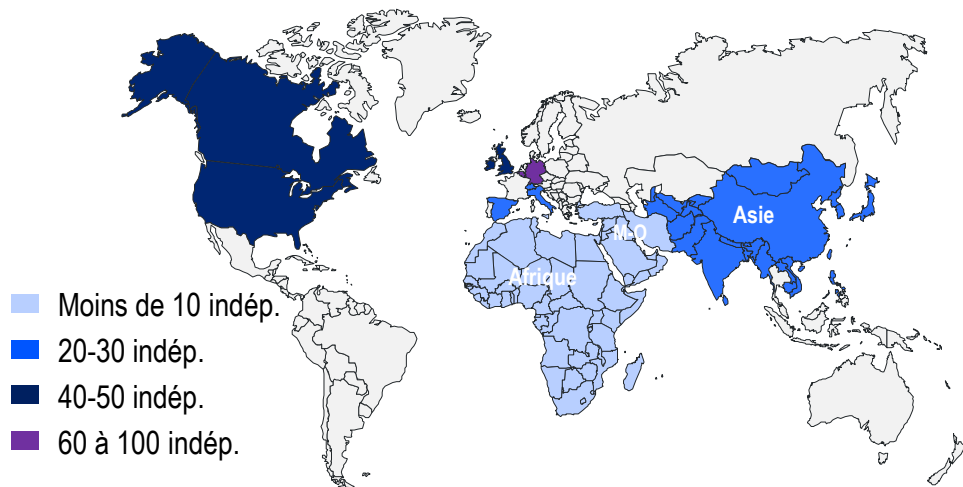 Asie
M-O
Afrique
Moins de 10 indép.
20-30 indép.
40-50 indép.
60 à 100 indép.